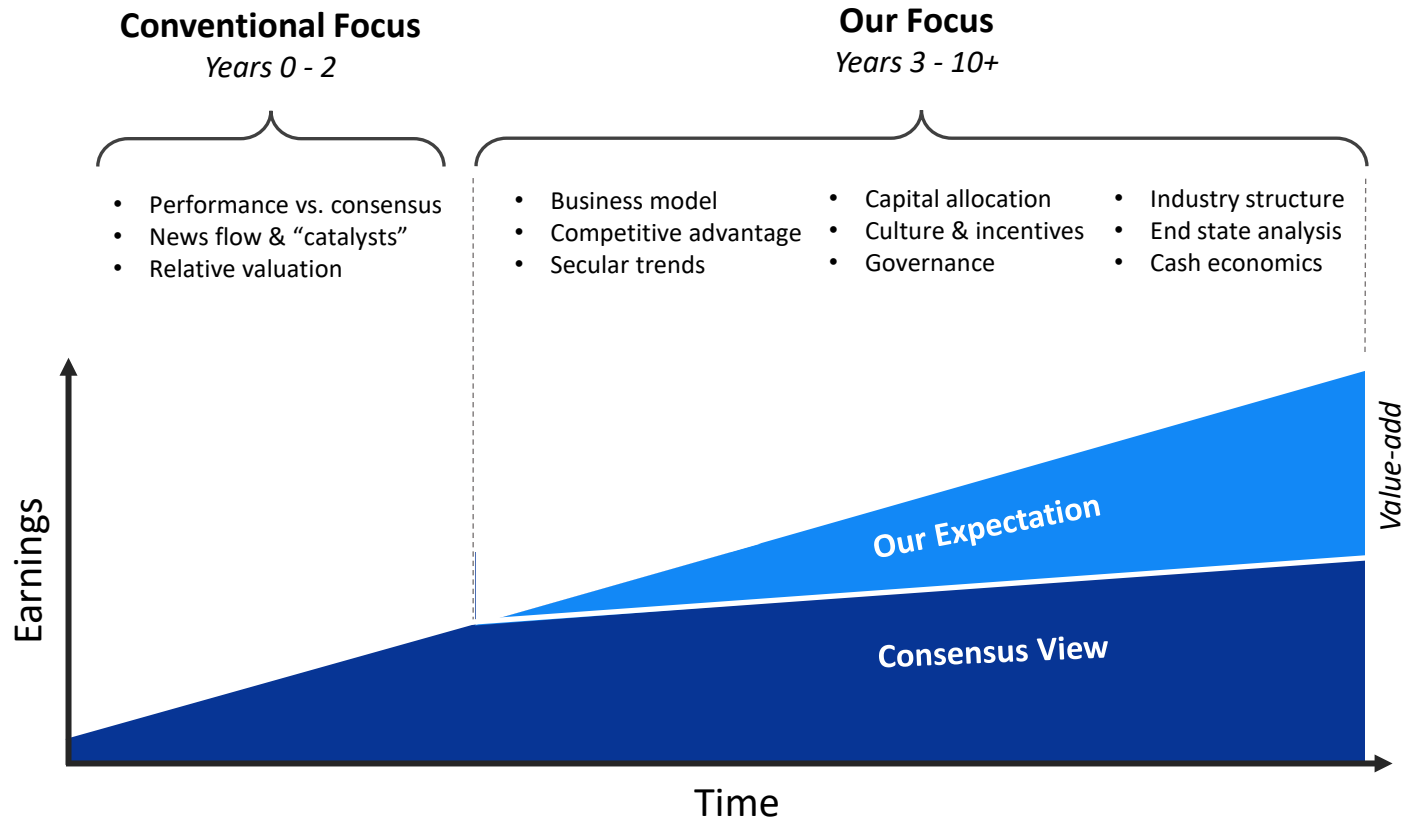 Conventional Focus
Years 0 - 2
Our Focus
Years 3 - 10+
• Performance vs. consensus
• News flow & “catalysts”
• Relative valuation
• Business model
• Competitive advantage
• Secular trends
• Capital allocation
• Culture & incentives
• Governance
• Industry structure
• End state analysis
• Cash economics
Earnings
Our Expectation
Consensus View
Value-add
Time